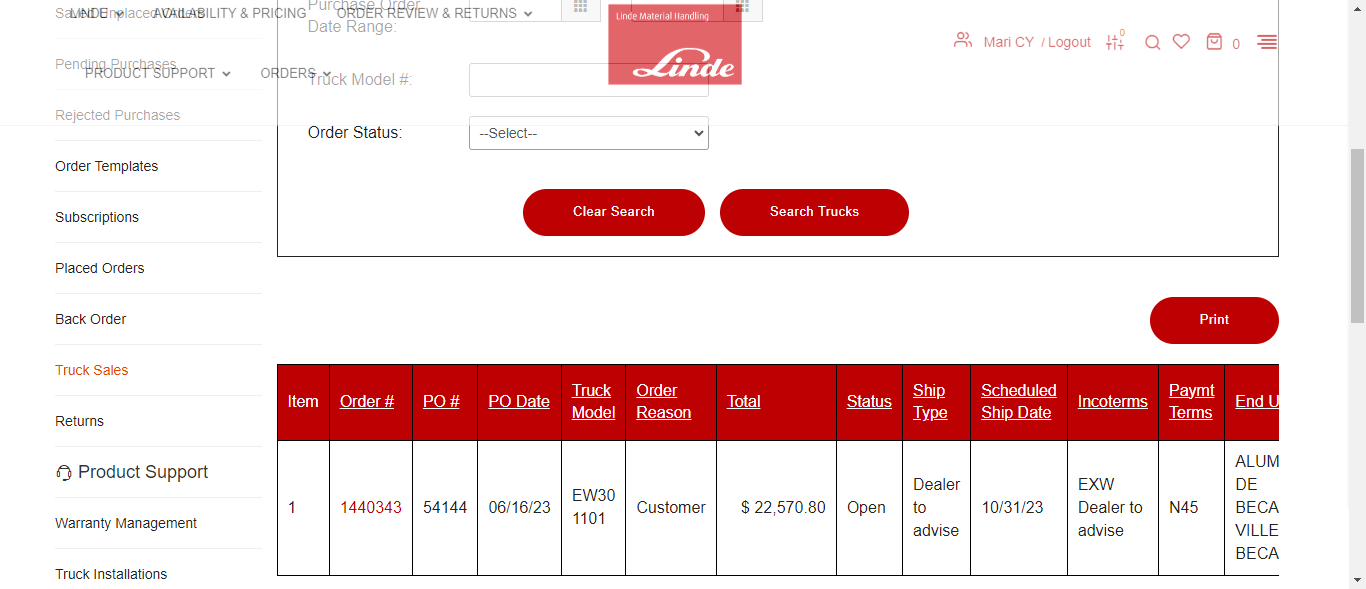 LINDE
AVAILABILITY & PRICING
ORDER REVIEW & RETURNS
PRODUCT SUPPORT
ORDERS
Linde Material Handling
Linde
Mari CY / Logout
0
0
Saved Unplaced Orders
Pending Purchases
Rejected Purchases
Order Templates
Subscriptions
Placed Orders
Back Order
Truck Sales
Returns
Product Support
Warranty Management
Truck Installations
Purchase Order
Date Range:
Truck Model #:
Order Status:
--Select--
Clear Search
Search Trucks
Print
Item
Order #
PO #
PO Date
Truck
Model
Order
Reason
Total
Status
Ship
Type
Scheduled
Ship Date
Incoterms
Paymt
Terms
End U
1
1440343
54144
06/16/23
EW30
1101
Customer
$ 22,570.80
Open
Dealer
to
advise
10/31/23
EXW
Dealer to
advise
N45
ALUM
DE
BECA
VILLE
BECA